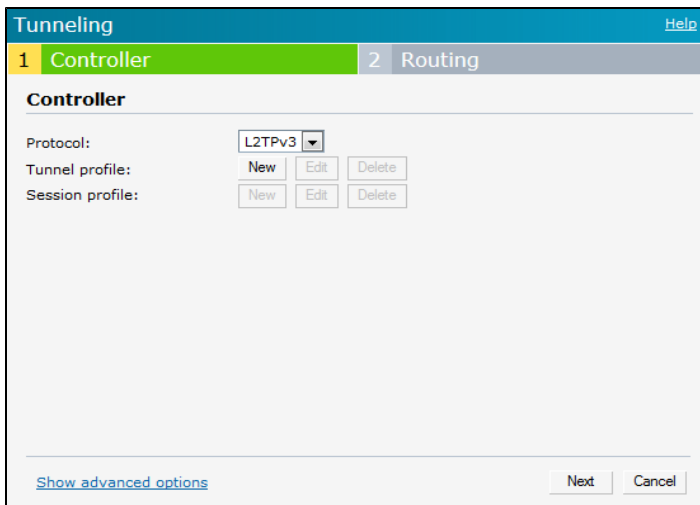 Tunneling Help
1 Controller 2 Routing
Controller
Protocol: L2TPv3
Tunnel profile: New Edit Delete
Session profile: New Edit Delete
Show advanced options Next Cancel